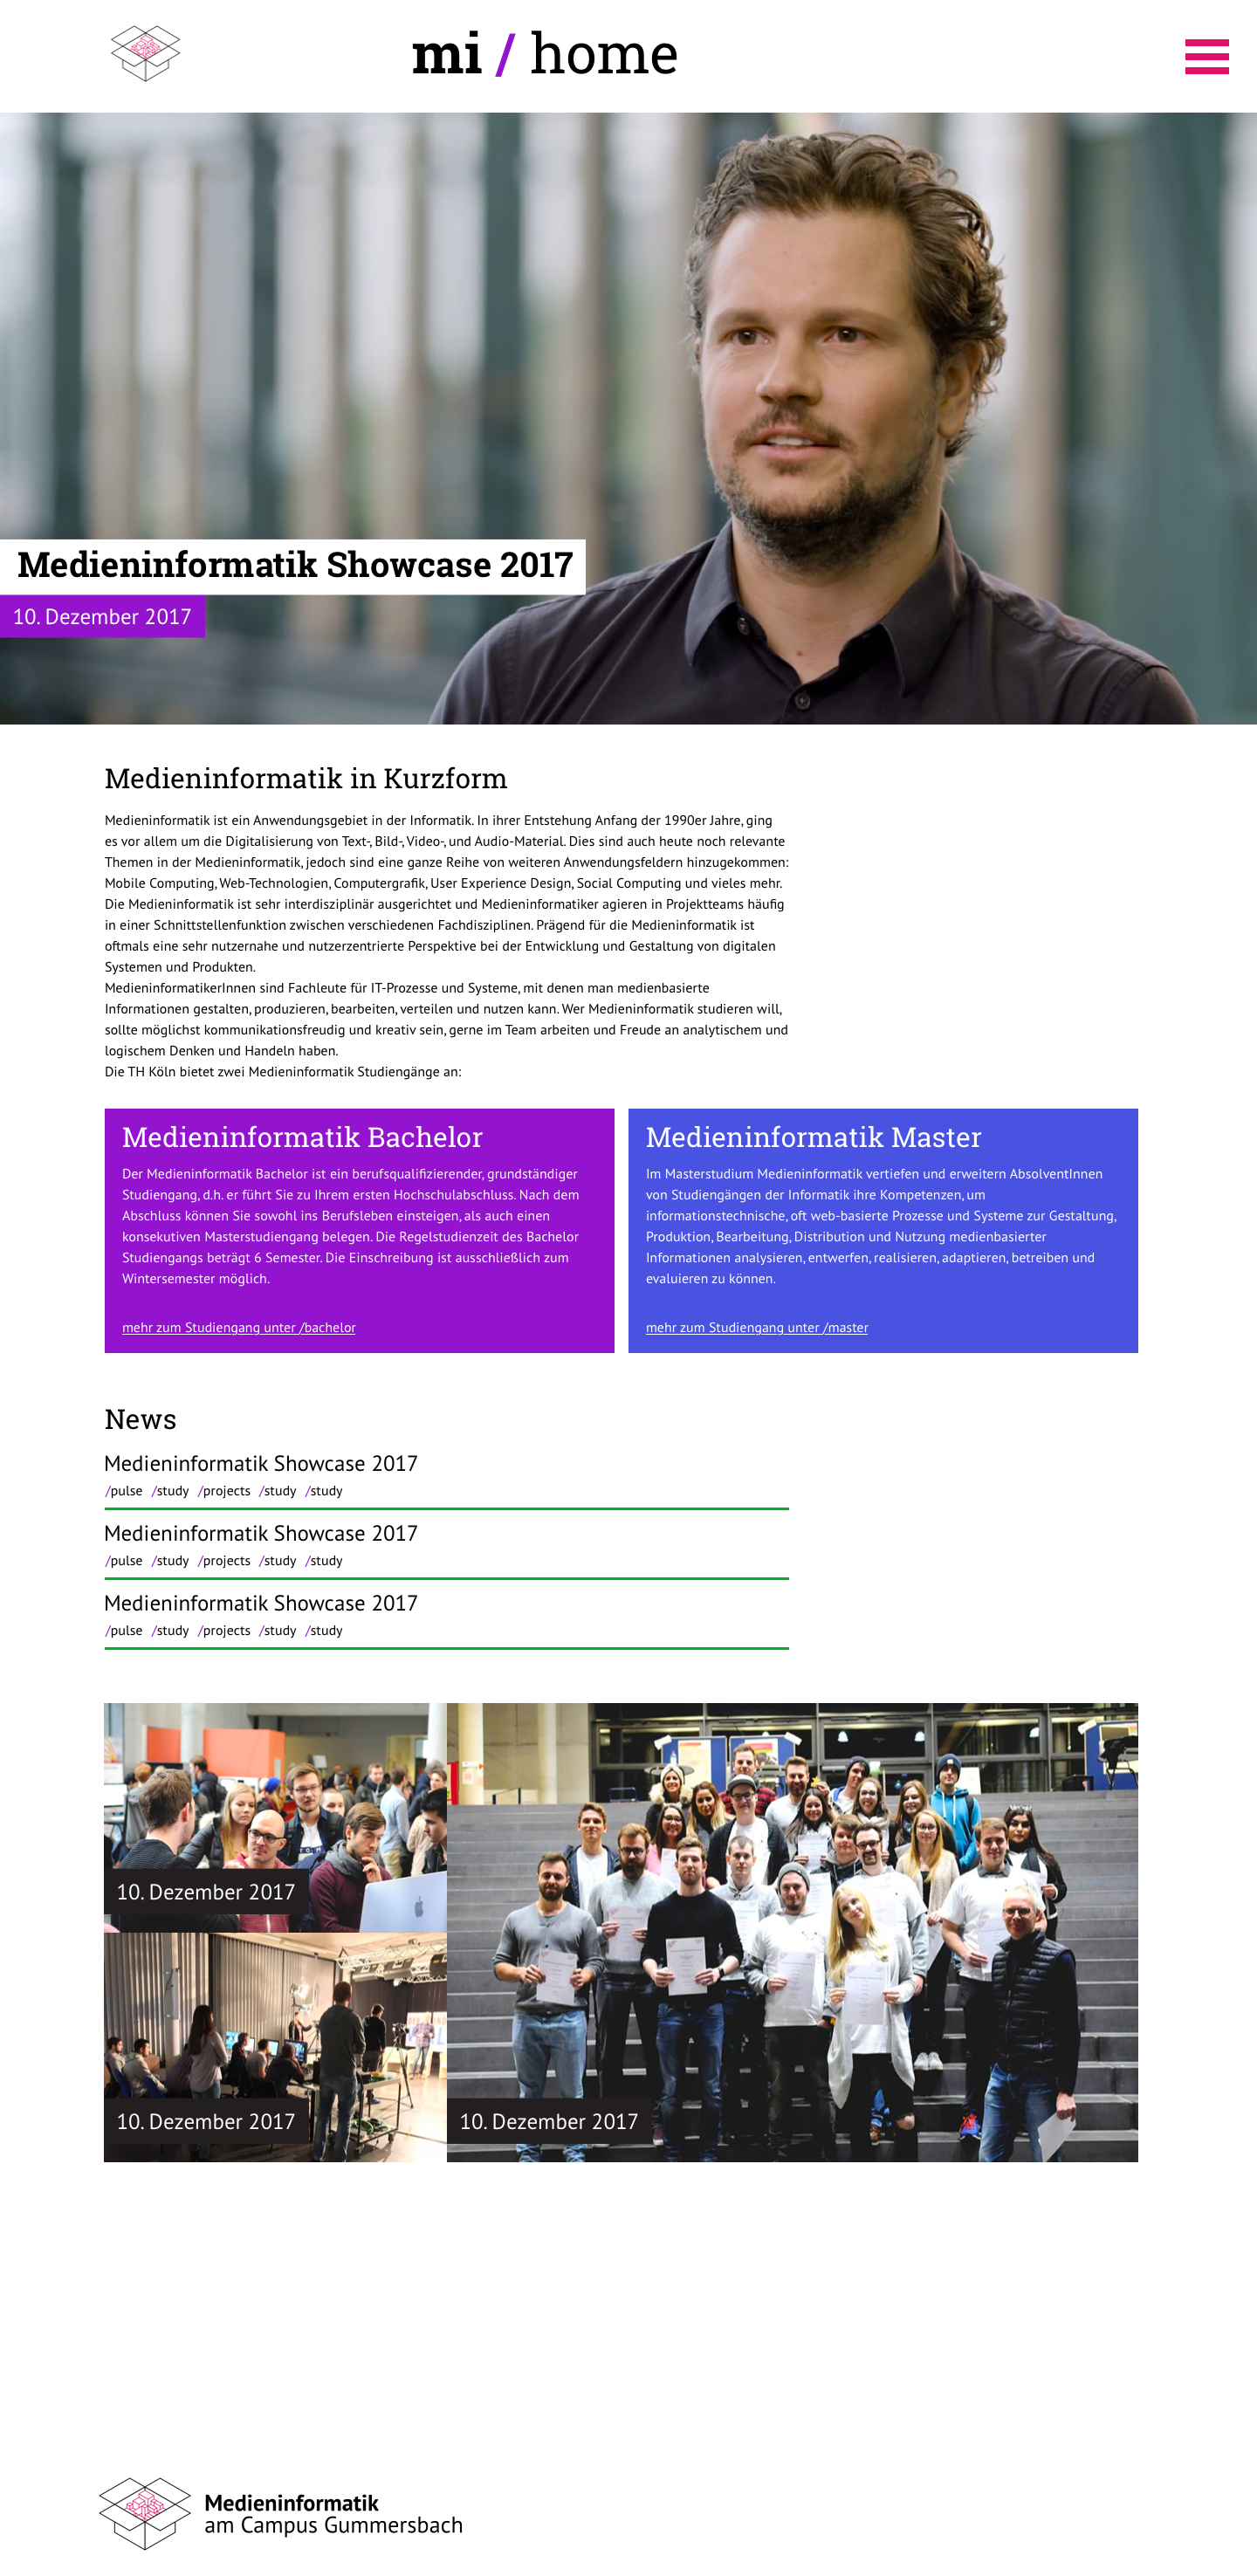 mi / home
Medieninformatik Showcase 2017
10. Dezember 2017
Medieninformatik in Kurzform
Medieninformatik ist ein Anwendungsgebiet in der Informatik. In ihrer Entstehung Anfang der 1990er Jahre, ging
es vor allem um die Digitalisierung von Text-, Bild-, Video-, und Audio-Material. Dies sind auch heute noch relevante
Themen in der Medieninformatik, jedoch sind eine ganze Reihe von weiteren Anwendungsfeldern hinzugekommen:
Mobile Computing, Web-Technologien, Computergrafik, User Experience Design, Social Computing und vieles mehr.
Die Medieninformatik ist sehr interdisziplinär ausgerichtet und Medieninformatiker agieren in Projektteams häufig
in einer Schnittstellenfunktion zwischen verschiedenen Fachdisziplinen. Prägend für die Medieninformatik ist
oftmals eine sehr nutzernahe und nutzerzentrierte Perspektive bei der Entwicklung und Gestaltung von digitalen
Systemen und Produkten.
MedieninformatikerInnen sind Fachleute für IT-Prozesse und Systeme, mit denen man medienbasierte
Informationen gestalten, produzieren, bearbeiten, verteilen und nutzen kann. Wer Medieninformatik studieren will,
sollte möglichst kommunikationsfreudig und kreativ sein, gerne im Team arbeiten und Freude an analytischem und
logischem Denken und Handeln haben.
Die TH Köln bietet zwei Medieninformatik Studiengänge an:
Medieninformatik Bachelor
Der Medieninformatik Bachelor ist ein berufsqualifizierender, grundständiger
Studiengang, d.h. er führt Sie zu Ihrem ersten Hochschulabschluss. Nach dem
Abschluss können Sie sowohl ins Berufsleben einsteigen, als auch einen
konsekutiven Masterstudiengang belegen. Die Regelstudienzeit des Bachelor
Studiengangs beträgt 6 Semester. Die Einschreibung ist ausschließlich zum
Wintersemester möglich.
mehr zum Studiengang unter /bachelor
Medieninformatik Master
Im Masterstudium Medieninformatik vertiefen und erweitern AbsolventInnen
von Studiengängen der Informatik ihre Kompetenzen, um
informationstechnische, oft web-basierte Prozesse und Systeme zur Gestaltung,
Produktion, Bearbeitung, Distribution und Nutzung medienbasierter
Informationen analysieren, entwerfen, realisieren, adaptieren, betreiben und
evaluieren zu können.
mehr zum Studiengang unter /master
News
Medieninformatik Showcase 2017
/pulse /study /projects /study /study
Medieninformatik Showcase 2017
/pulse /study /projects /study /study
Medieninformatik Showcase 2017
/pulse /study /projects /study /study
10. Dezember 2017
10. Dezember 2017
10. Dezember 2017
Medieninformatik
am Campus Gummersbach